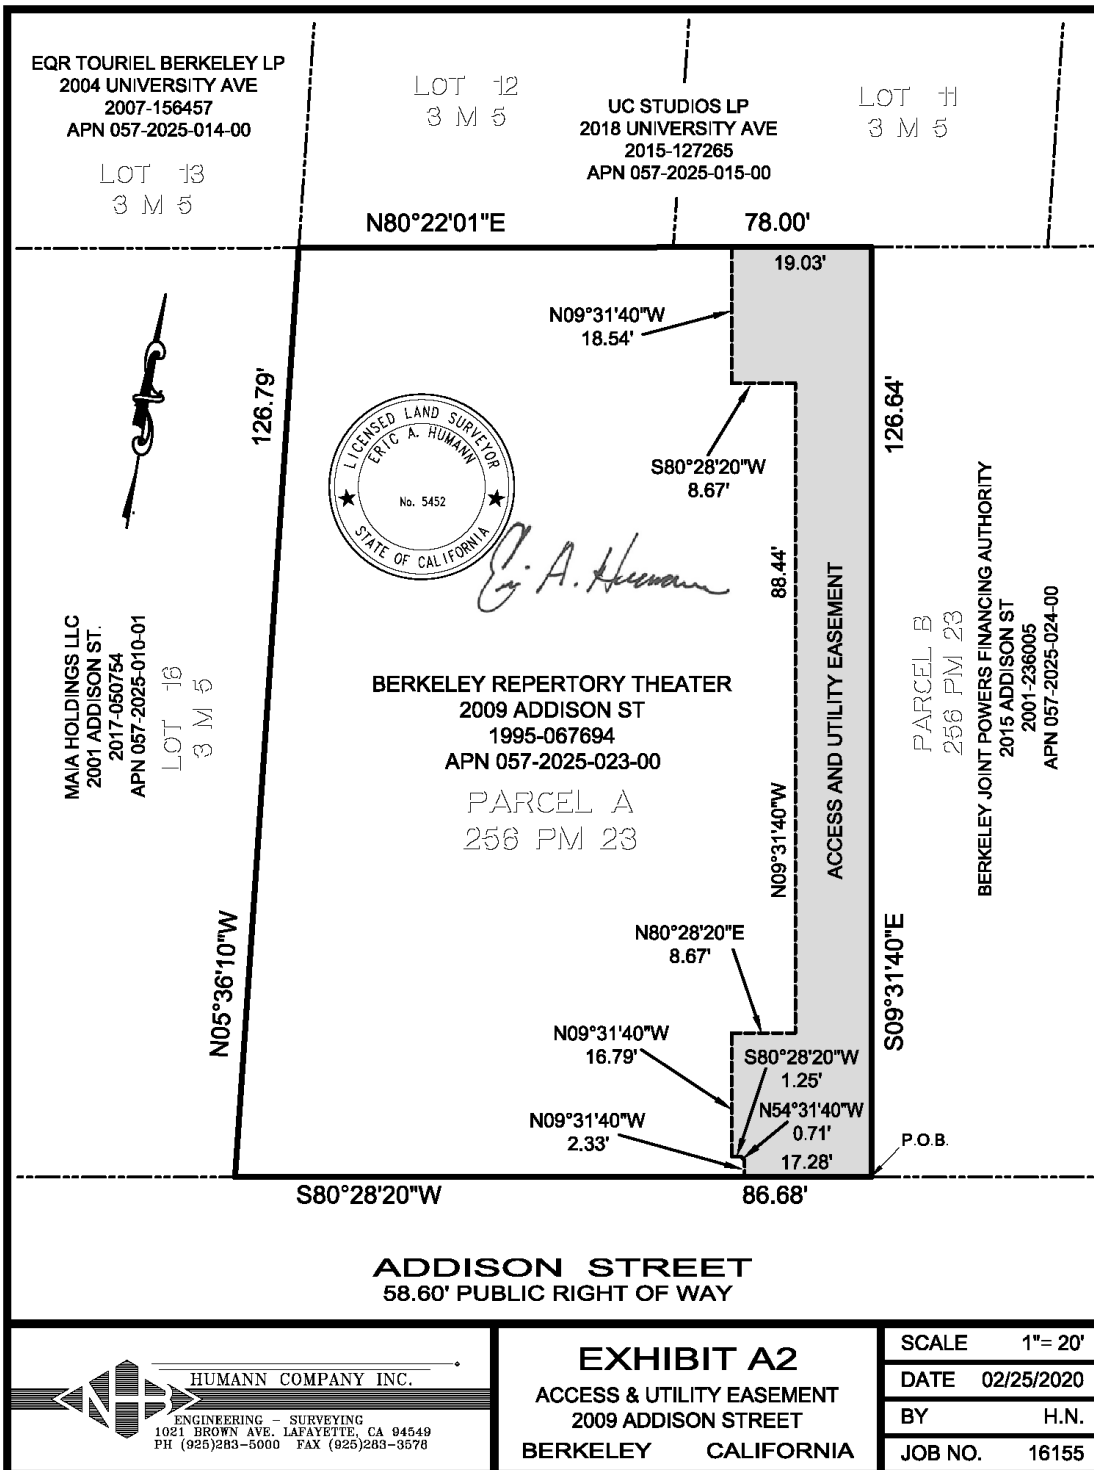 EQR TOURIEL BERKELEY LP
2004 UNIVERSITY AVE
2007-156457
APN 057-2025-014-00
LOT 13
3 M 5
LOT 12
3 M 5
UC STUDIOS LP
2018 UNIVERSITY AVE
2015-127265
APN 057-2025-015-00
LOT 11
3 M 5
N80°22'01"E
78.00'
19.03'
N09°31'40"W
18.54'
S80°28'20"W
8.67'
126.79'
126.64'
LICENSED LAND SURVEYOR
ERIC A. HUMANN
No. 5452
STATE OF CALIFORNIA
Eric A. Humann
88.44'
N09°31'40"W
ACCESS AND UTILITY EASEMENT
MAIA HOLDINGS LLC
2001 ADDISON ST.
2017-050754
APN 057-2025-010-01
LOT 16
3 M 5
BERKELEY REPERTORY THEATER
2009 ADDISON ST
1995-067694
APN 057-2025-023-00
PARCEL A
256 PM 23
PARCEL B
256 PM 23
BERKELEY JOINT POWERS FINANCING AUTHORITY
2015 ADDISON ST
2001-236005
APN 057-2025-024-00
N05°36'10"W
S09°31'40"E
N80°28'20"E
8.67'
N09°31'40"W
16.79'
S80°28'20"W
1.25'
N54°31'40"W
0.71'
N09°31'40"W
2.33'
17.28'
P.O.B.
S80°28'20"W
86.68'
ADDISON STREET
58.60' PUBLIC RIGHT OF WAY
NHB
HUMANN COMPANY INC.
ENGINEERING – SURVEYING
1021 BROWN AVE. LAFAYETTE, CA 94549
PH (925)283-5000 FAX (925)283-3578
EXHIBIT A2
ACCESS & UTILITY EASEMENT
2009 ADDISON STREET
BERKELEY CALIFORNIA
SCALE 1"= 20'
DATE 02/25/2020
BY H.N.
JOB NO. 16155